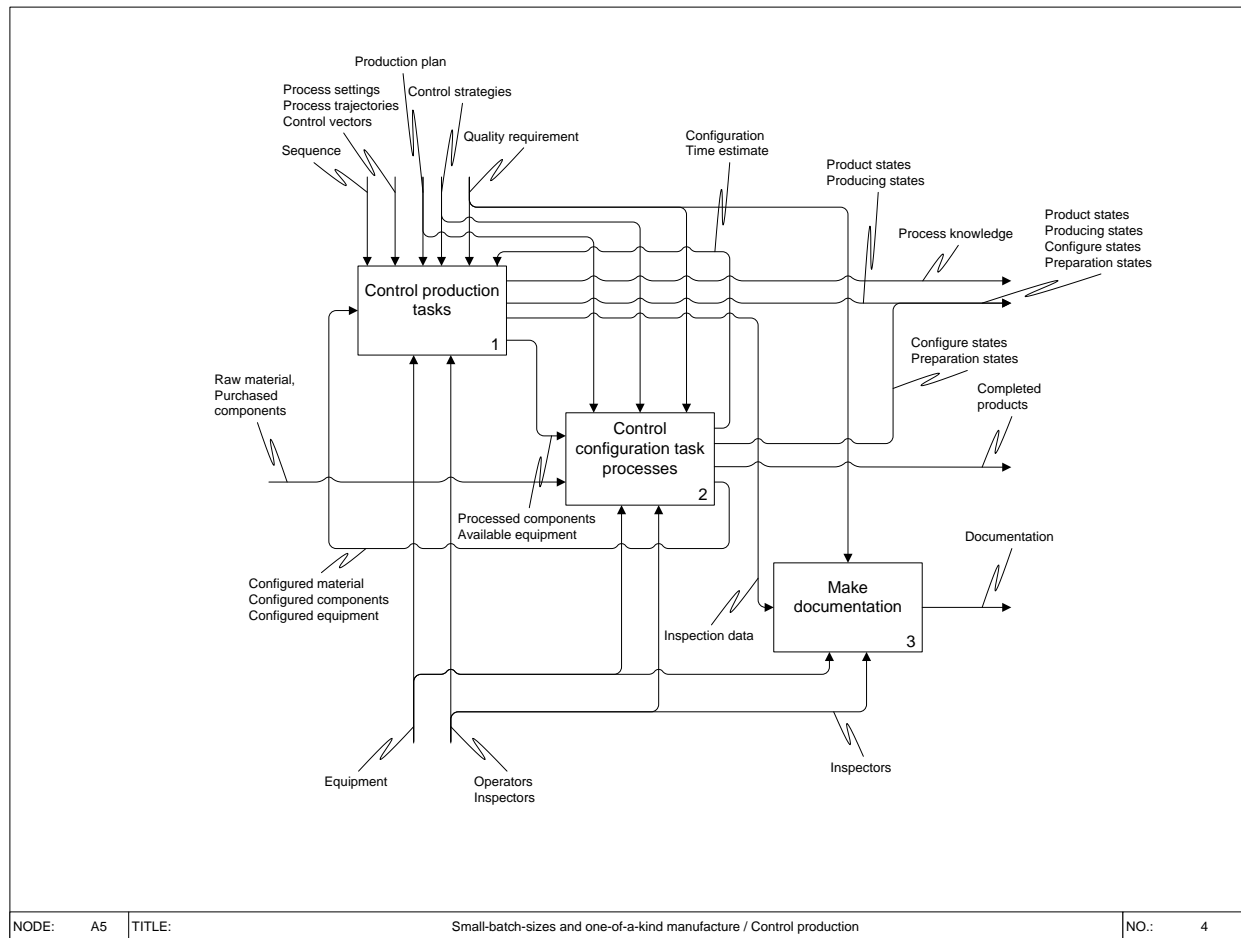 Production plan
Process settings
Process trajectories
Control vectors
Control strategies
Sequence
Quality requirement
Configuration
Time estimate
Product states
Producing states
Process knowledge
Product states
Producing states
Configure states
Preparation states
Control production
tasks
1
Configure states
Preparation states
Raw material,
Purchased
components
Completed
products
Control
configuration task
processes
2
Processed components
Available equipment
Configured material
Configured components
Configured equipment
Inspection data
Make
documentation
3
Documentation
Equipment
Operators
Inspectors
Inspectors
NODE: A5 TITLE: Small-batch-sizes and one-of-a-kind manufacture / Control production NO.: 4